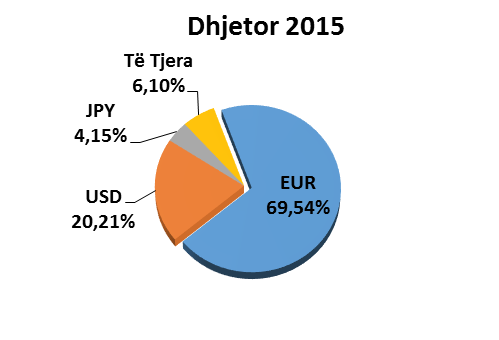 Dhjetor 2015
Të Tjera
6,10%
JPY
4,15%
EUR
69,54%
USD
20,21%